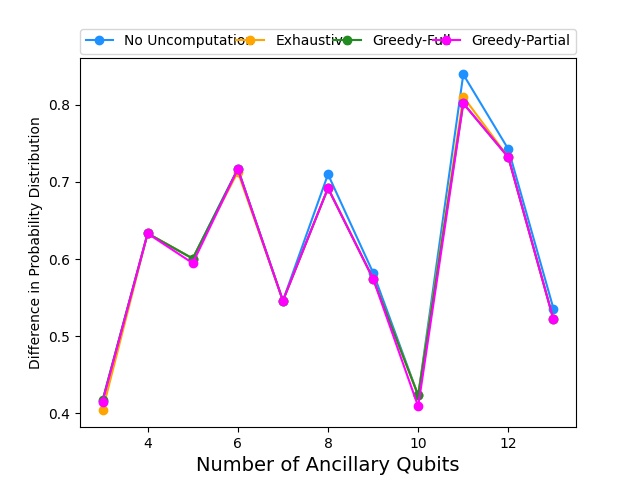 No Uncomputation Exhaustive Greedy-Full Greedy-Partial
0.8
0.7
0.6
0.5
0.4
Difference in Probability Distribution
4 6 8 10 12
Number of Ancillary Qubits